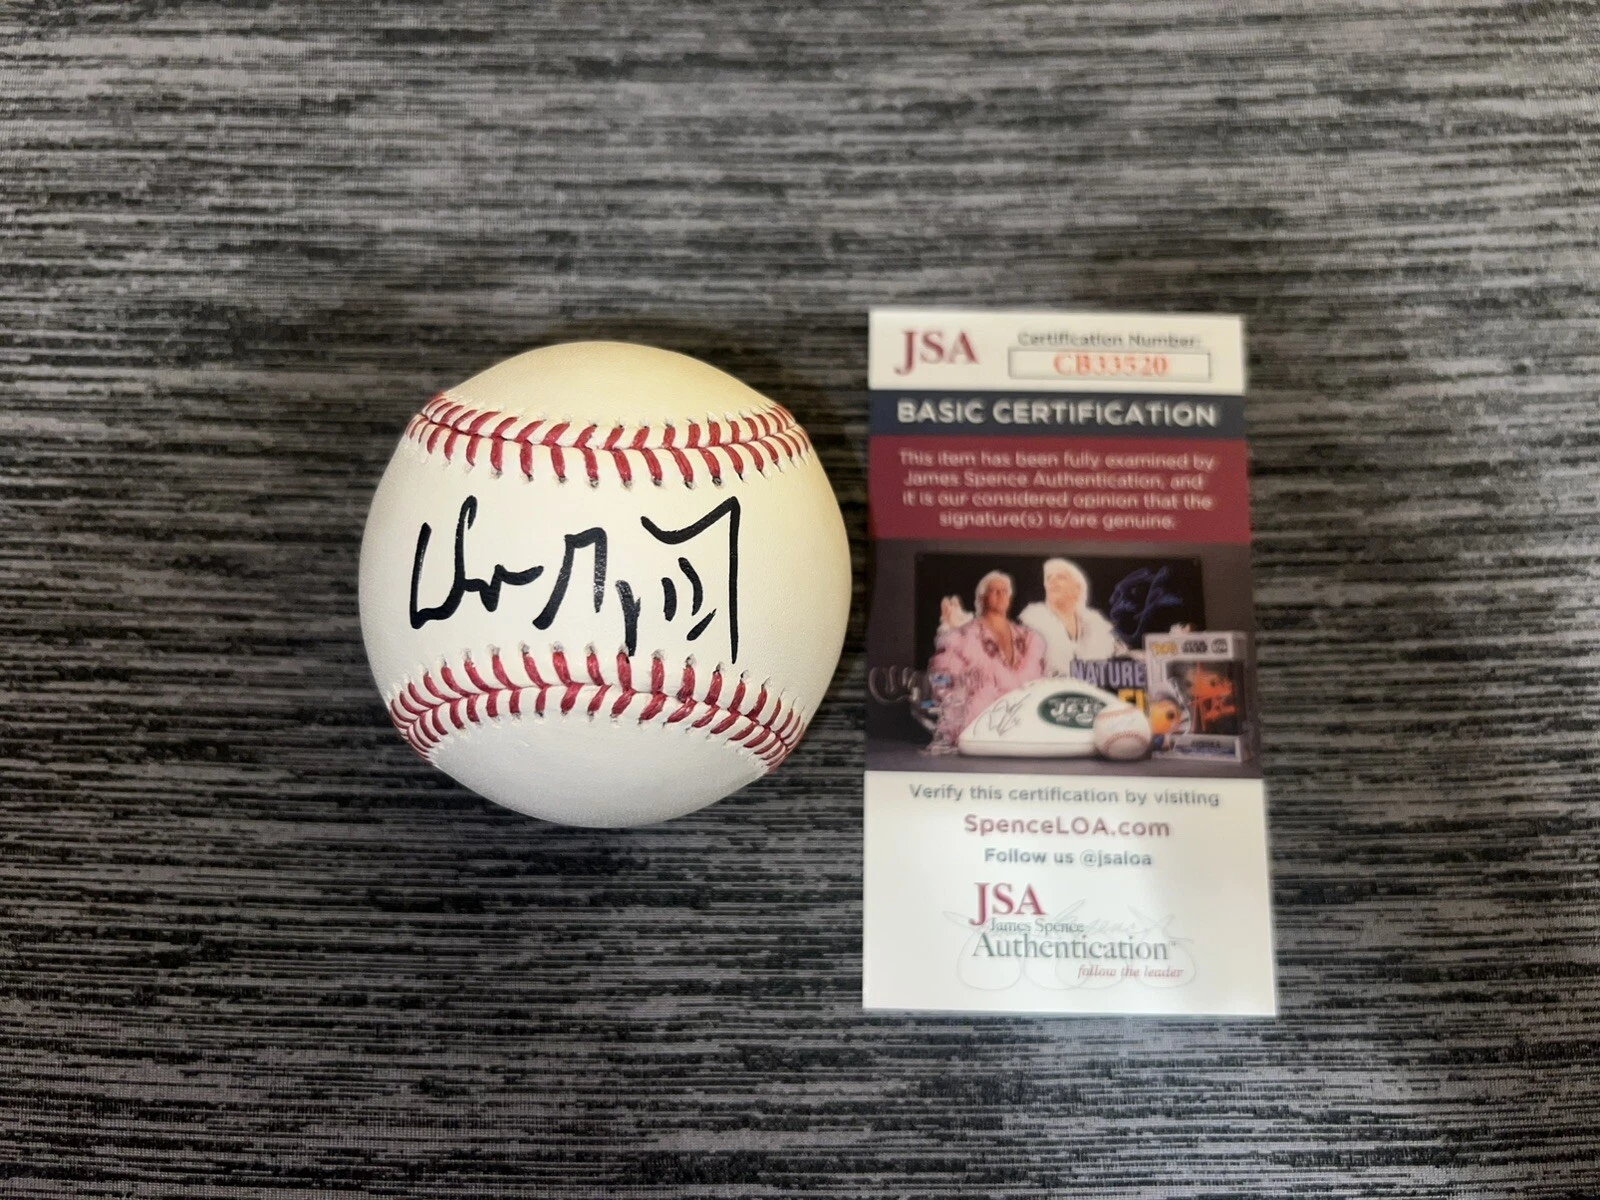 JSA
Certification Number:
CB33520
BASIC CERTIFICATION
This item has been fully examined by
James Spence Authentication, and
it is our considered opinion that the
signature(s) is/are genuine.
NATURE
JETS
Verify this certification by visiting
SpenceLOA.com
Follow us @jsaloa
JSA
James Spence
Authentication
follow the leader